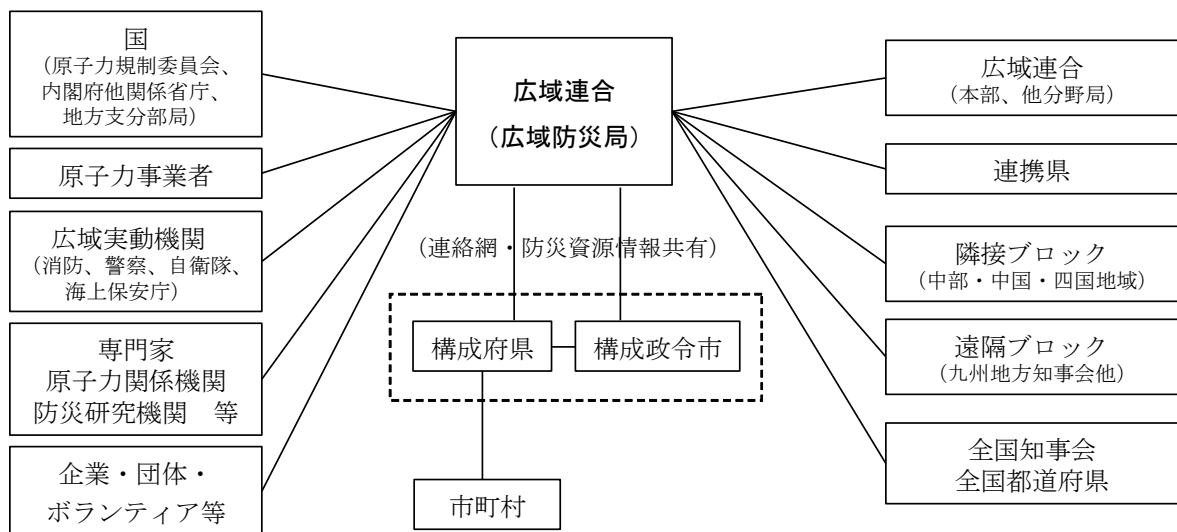 国
（原子力規制委員会、
内閣府他関係省庁、
地方支分部局）
原子力事業者
広域実動機関
（消防、警察、自衛隊、
海上保安庁）
専門家
原子力関係機関
防災研究機関　等
企業・団体・
ボランティア等
広域連合
（広域防災局）
（連絡網・防災資源情報共有）
構成府県
構成政令市
市町村
広域連合
（本部、他分野局）
連携県
隣接ブロック
（中部・中国・四国地域）
遠隔ブロック
（九州地方知事会他）
全国知事会
全国都道府県